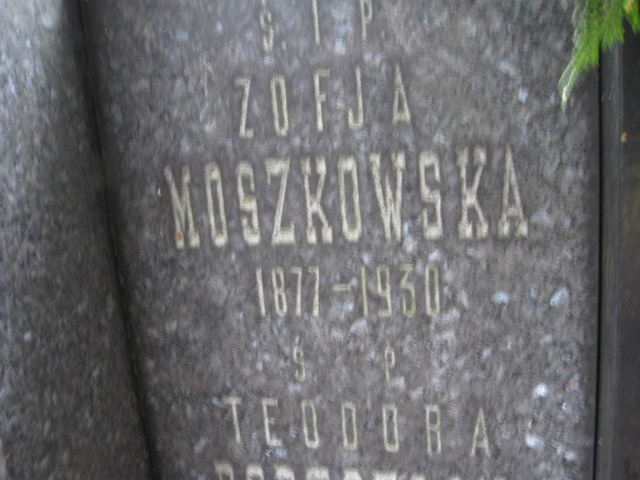 Ś. I P
ZOFJA
MOSZKOWSKA
1877-1930
Ś P
TEODORA